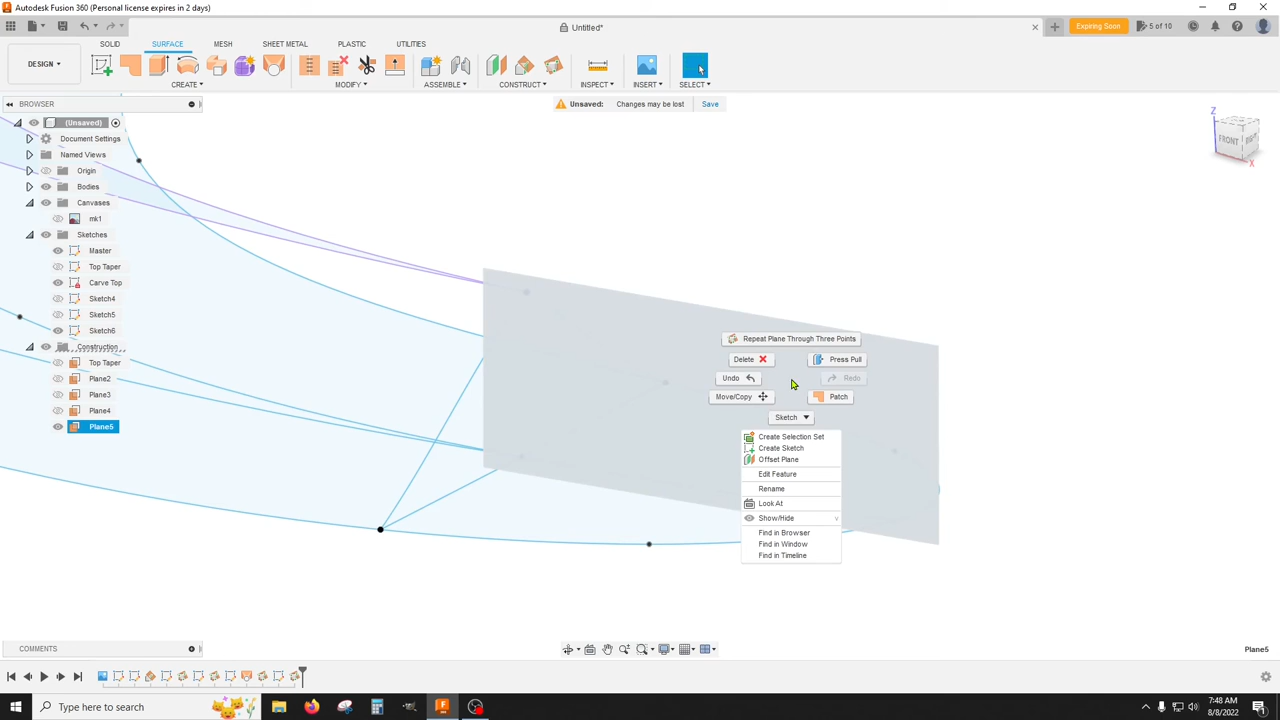 Autodesk Fusion 360 (Personal license expires in 2 days)
Untitled*
Expiring Soon
5 of 10
DESIGN
SOLID
SURFACE
MESH
SHEET METAL
PLASTIC
UTILITIES
CREATE
MODIFY
ASSEMBLE
CONSTRUCT
INSPECT
INSERT
SELECT
BROWSER
Unsaved: Changes may be lost Save
(Unsaved)
Document Settings
Named Views
Origin
Bodies
Canvases
mk1
Sketches
Master
Top Taper
Carve Top
Sketch4
Sketch5
Sketch6
Construction
Top Taper
Plane2
Plane3
Plane4
Plane5
Z
FRONT
RIGHT
X
Repeat Plane Through Three Points
Delete
Press Pull
Undo
Redo
Move/Copy
Patch
Sketch
Create Selection Set
Create Sketch
Offset Plane
Edit Feature
Rename
Look At
Show/Hide
Find in Browser
Find in Window
Find in Timeline
COMMENTS
Plane5
Type here to search
7:48 AM
8/8/2022